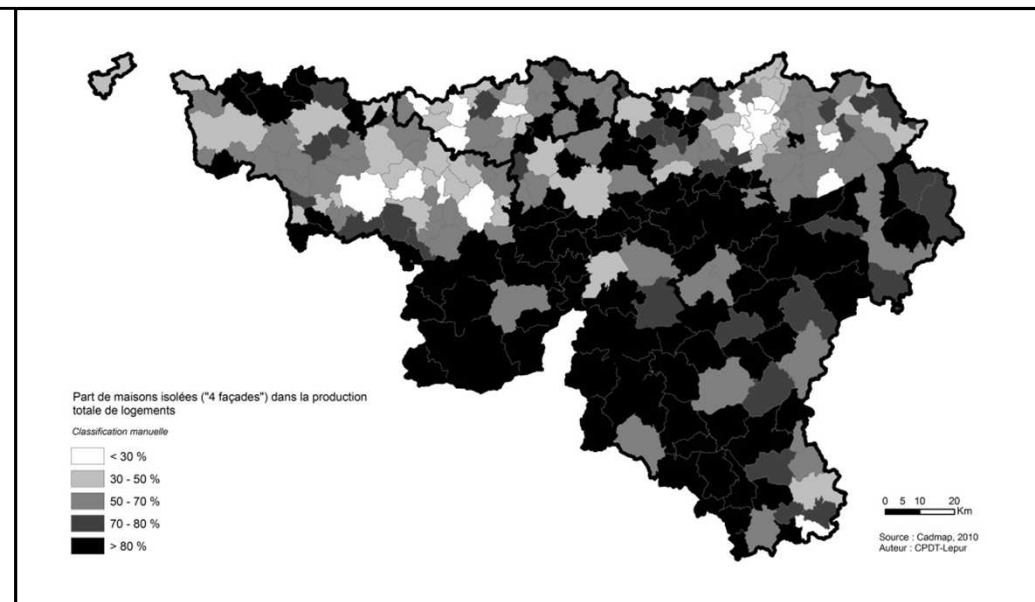 Part de maisons isolées ("4 façades") dans la production
totale de logements
Classification manuelle
< 30 %
30 - 50 %
50 - 70 %
70 - 80 %
> 80 %
0 5 10 20
Km
Source : Cadmap, 2010
Auteur : CPDT-Lepur